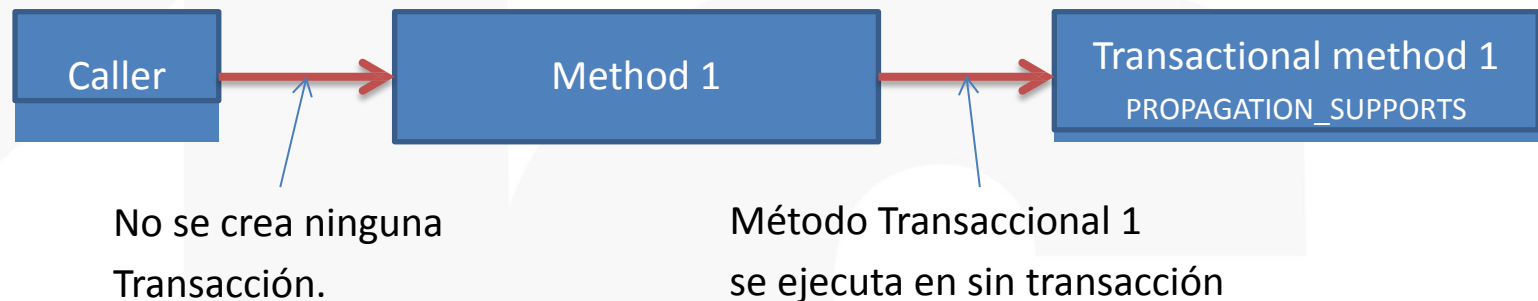 Caller
Method 1
Transactional method 1
PROPAGATION_SUPPORTS
No se crea ninguna
Transacción.
Método Transaccional 1
se ejecuta en sin transacción